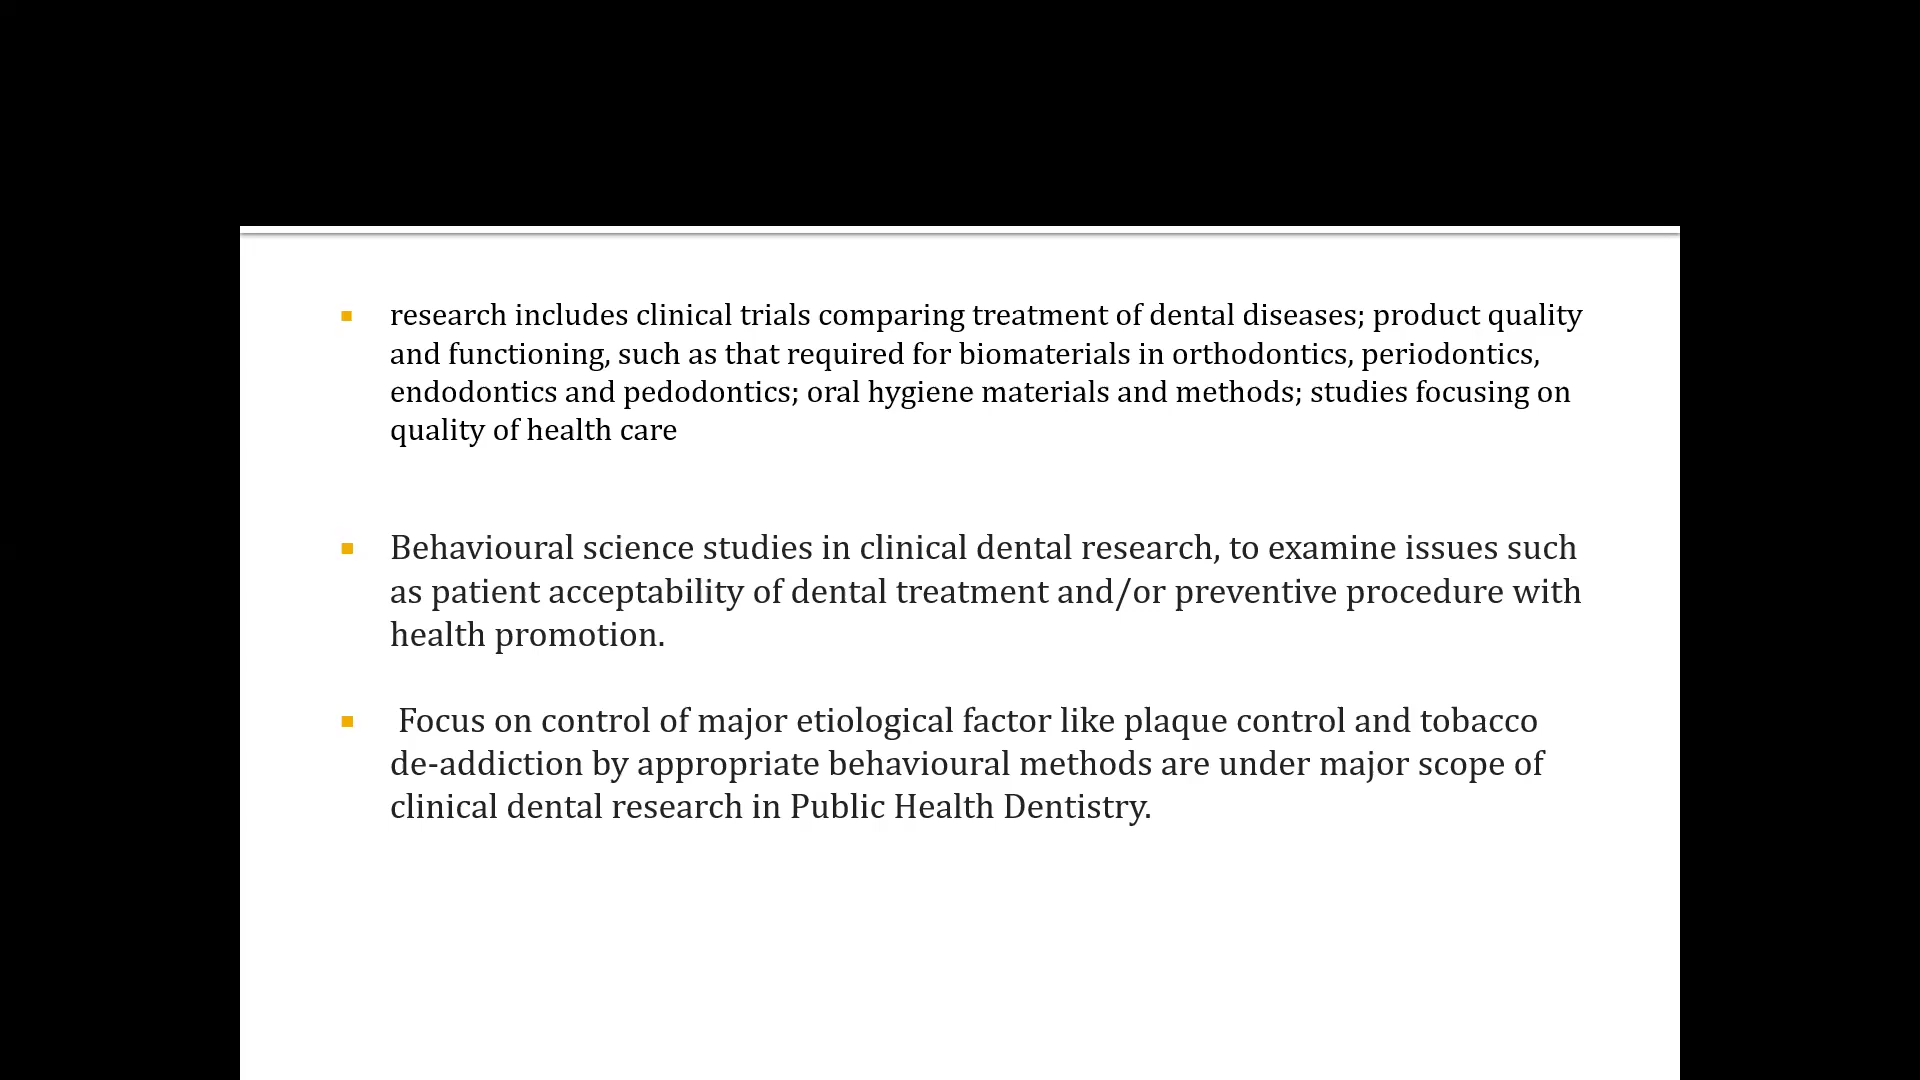 research includes clinical trials comparing treatment of dental diseases; product quality
and functioning, such as that required for biomaterials in orthodontics, periodontics,
endodontics and pedodontics; oral hygiene materials and methods; studies focusing on
quality of health care
Behavioural science studies in clinical dental research, to examine issues such
as patient acceptability of dental treatment and/or preventive procedure with
health promotion.
Focus on control of major etiological factor like plaque control and tobacco
de-addiction by appropriate behavioural methods are under major scope of
clinical dental research in Public Health Dentistry.